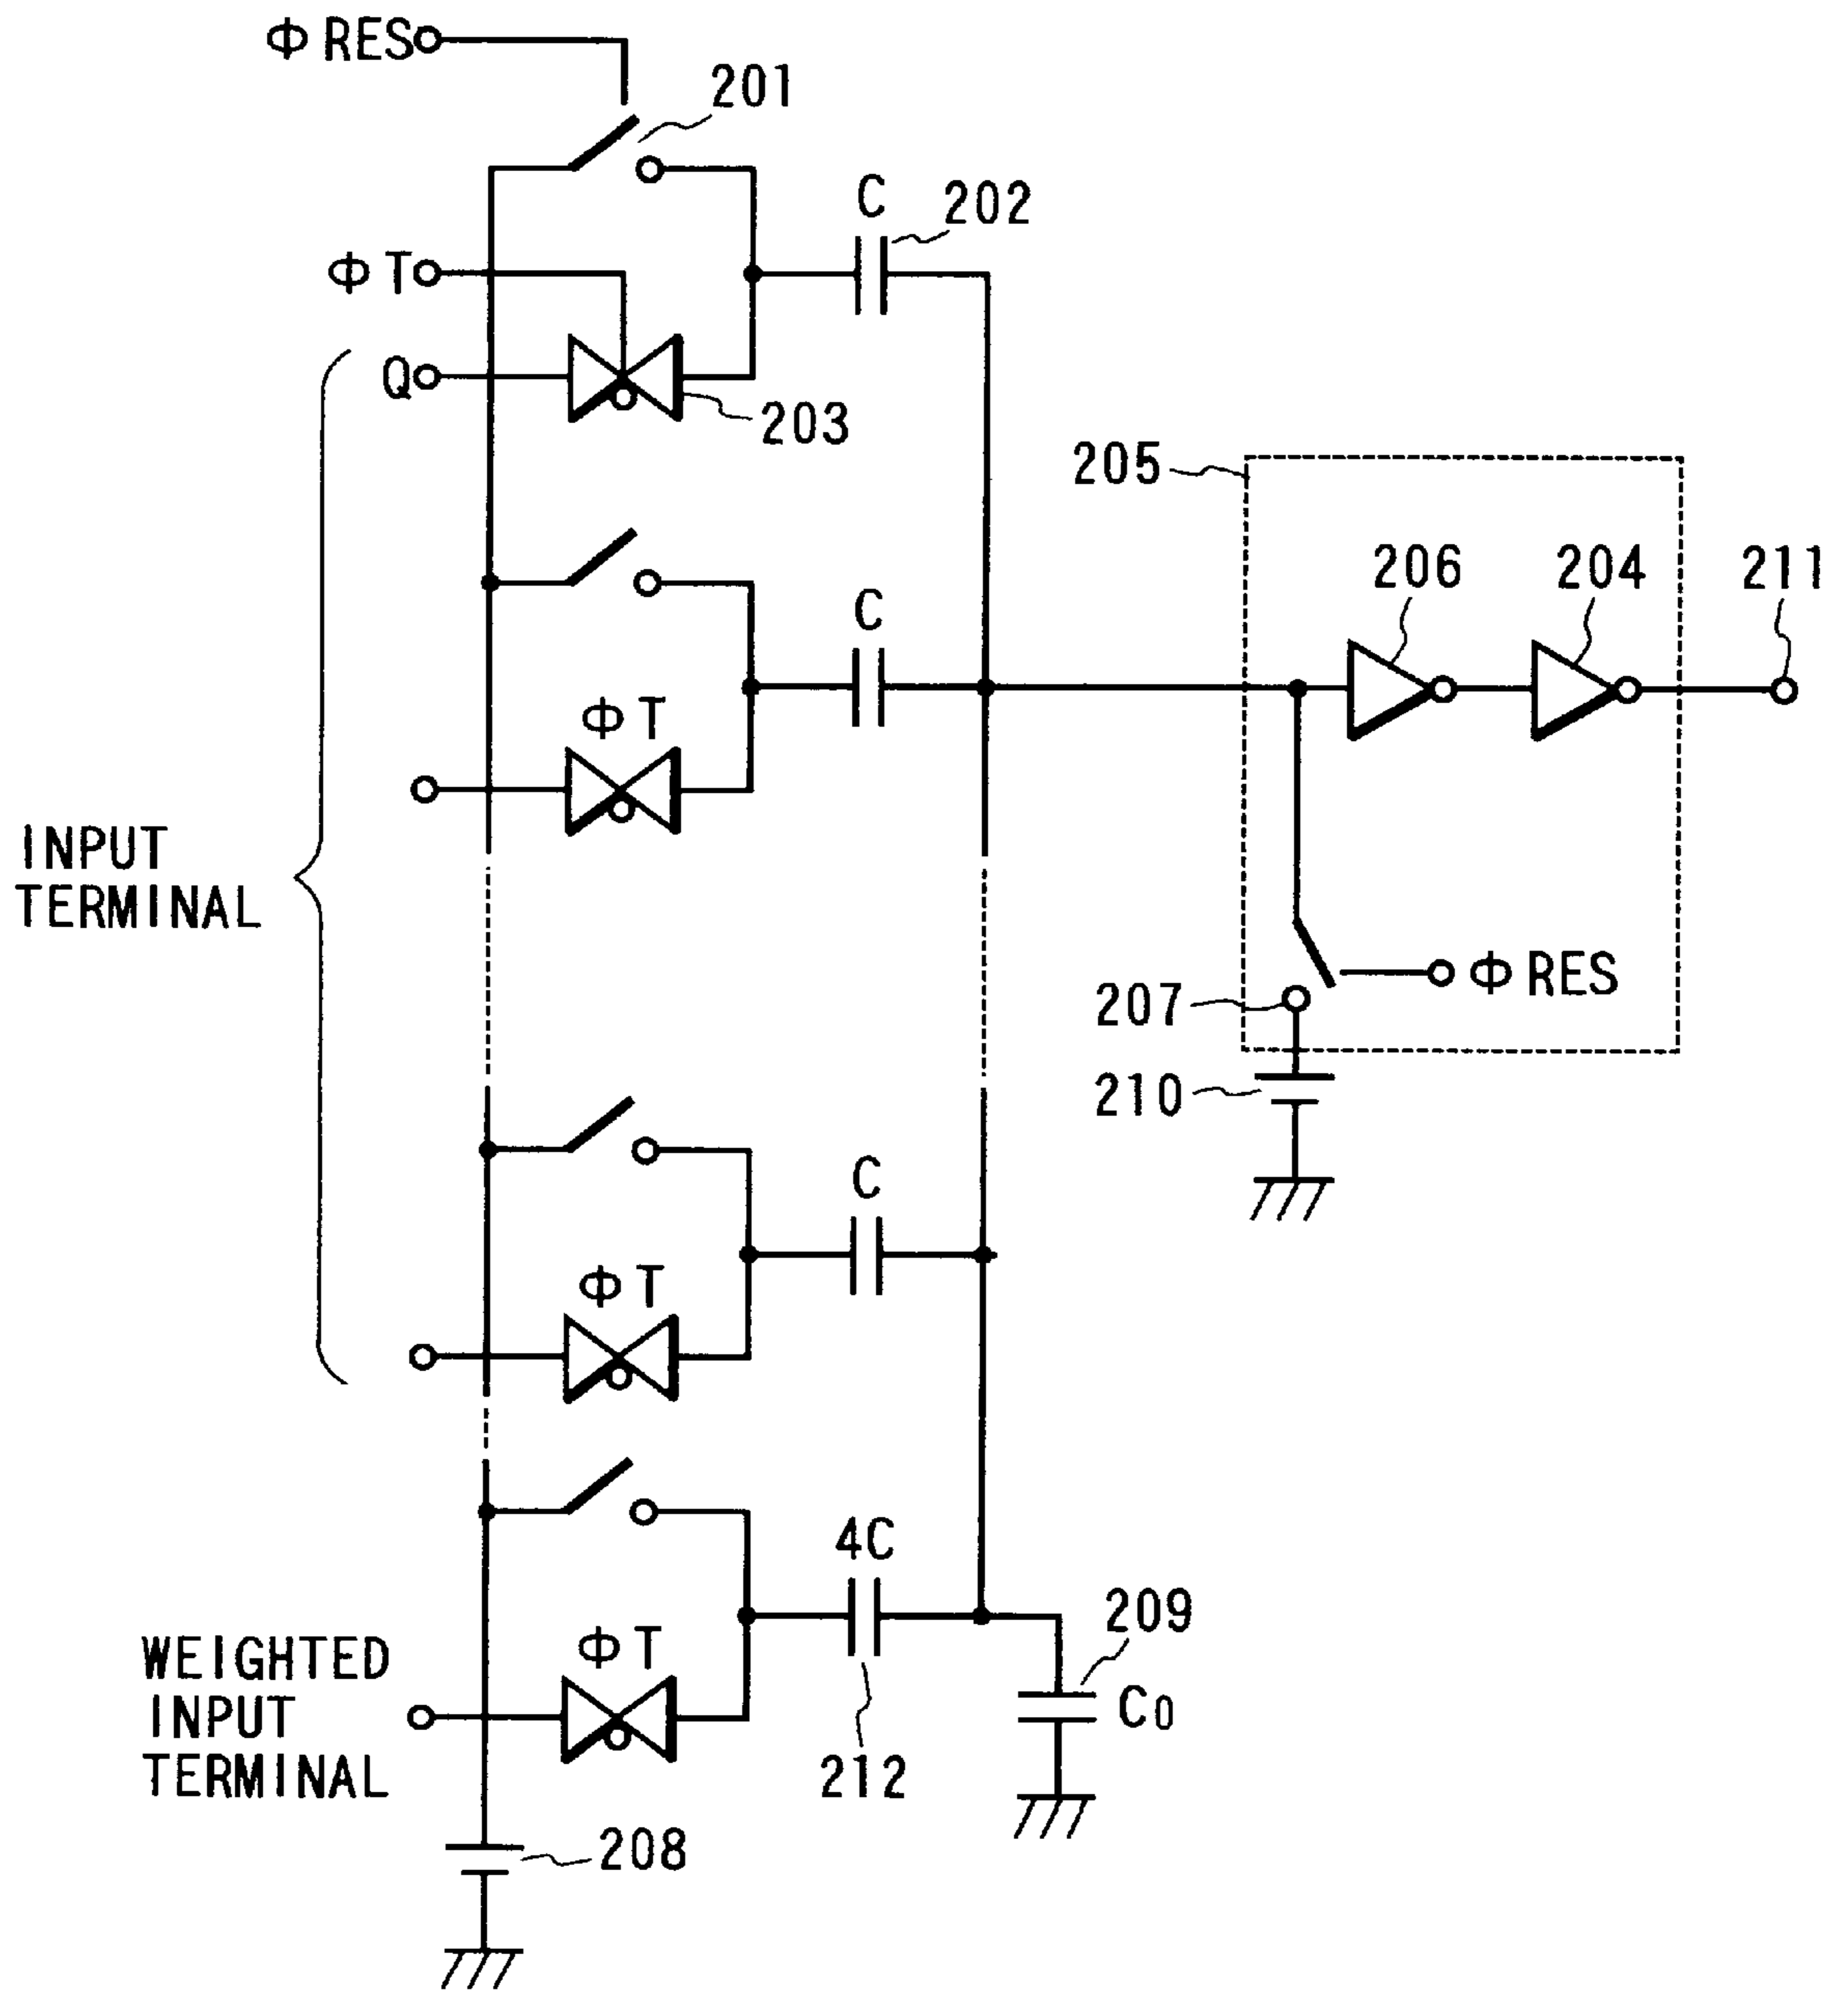 Φ RES
201
C
202
Φ T
Q
203
205
206
204
211
C
Φ T
INPUT
TERMINAL
207
Φ RES
210
C
Φ T
4C
209
WEIGHTED
INPUT
TERMINAL
Φ T
C0
212
208